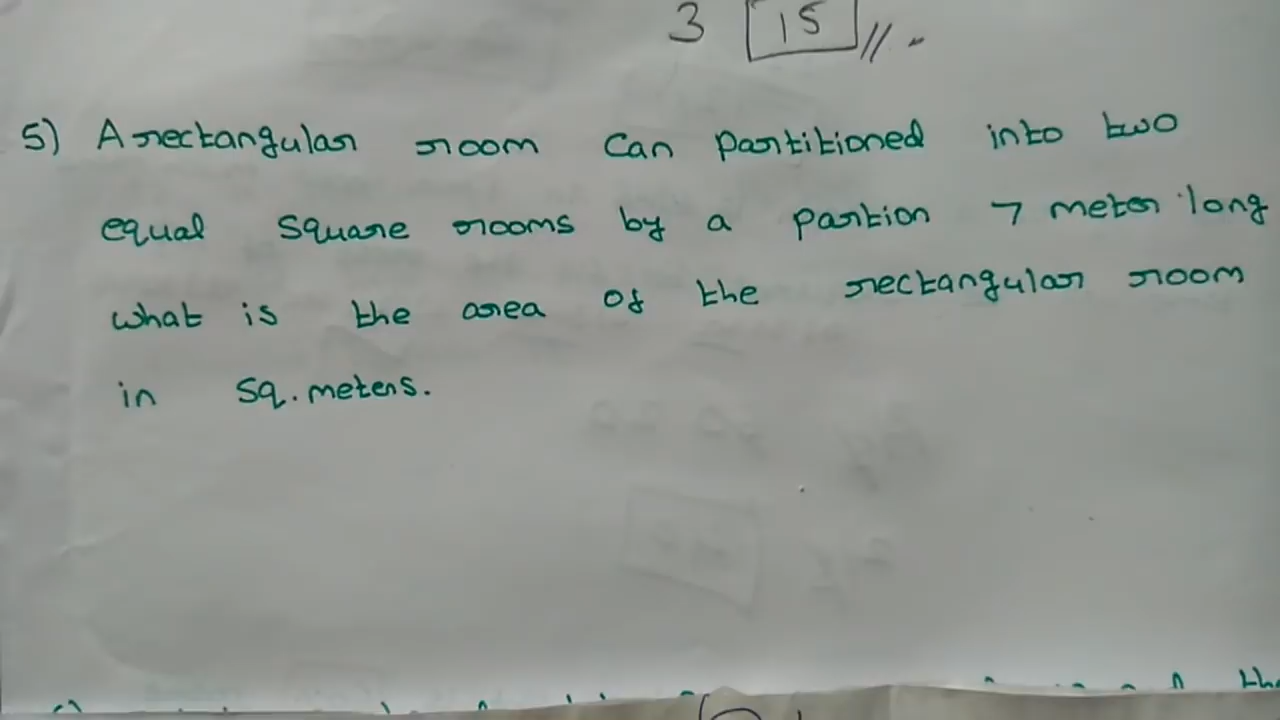 3 15 //.
5) A rectangular room can partitioned into two
equal square rooms by a partion 7 meter long
what is the area of the rectangular room
in sq. meters.
the